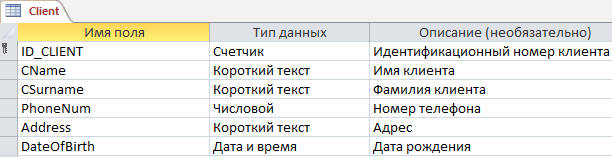 Client
Имя поля Тип данных Описание (необязательно)
ID_CLIENT Счетчик Идентификационный номер клиента
CName Короткий текст Имя клиента
CSurname Короткий текст Фамилия клиента
PhoneNum Числовой Номер телефона
Address Короткий текст Адрес
DateOfBirth Дата и время Дата рождения